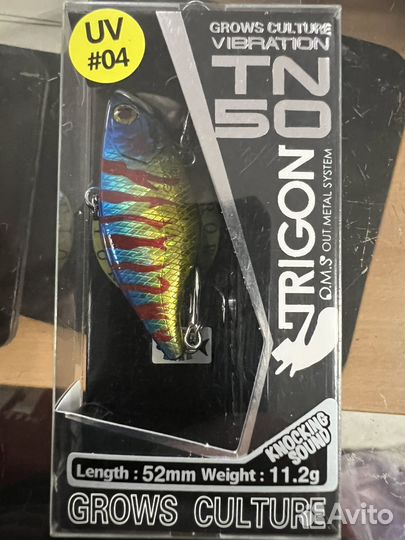 UV
#04
GROWS CULTURE
VIBRATION
TN
50
TRIGON
O.M.S OUT METAL SYSTEM
KNOCKING
SOUND
Length : 52mm Weight : 11.2g
GROWS CULTURE
Avito